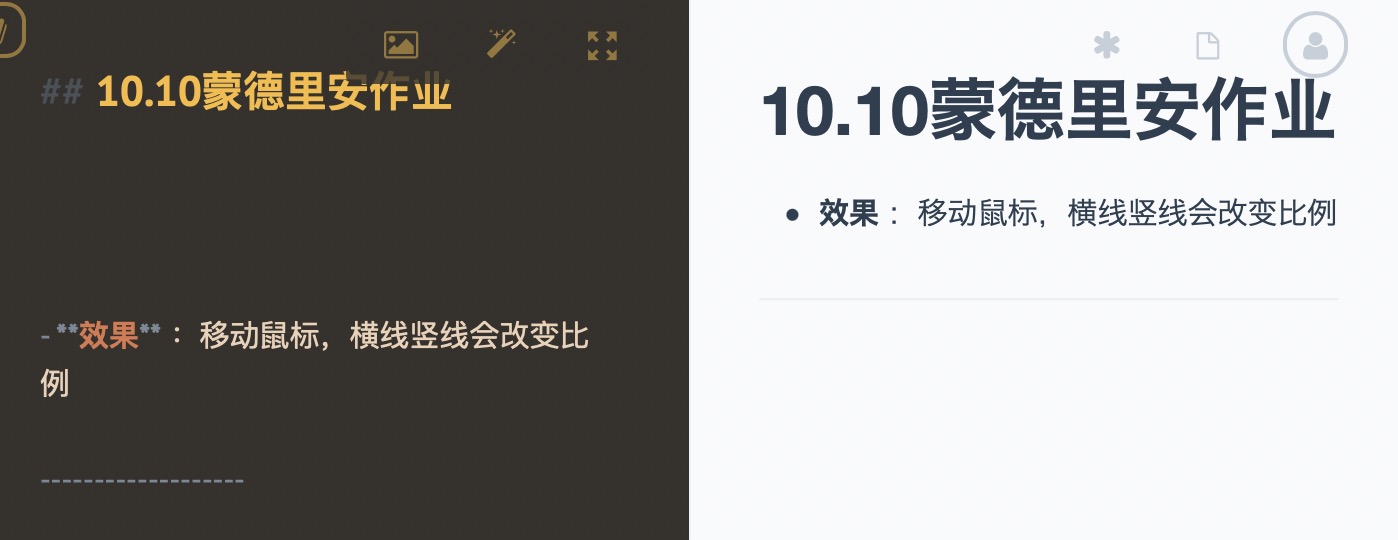 ## 10.10蒙德里安作业
- **效果** ： 移动鼠标，横线竖线会改变比
例
-------------------
10.10蒙德里安作业
• 效果 ： 移动鼠标，横线竖线会改变比例